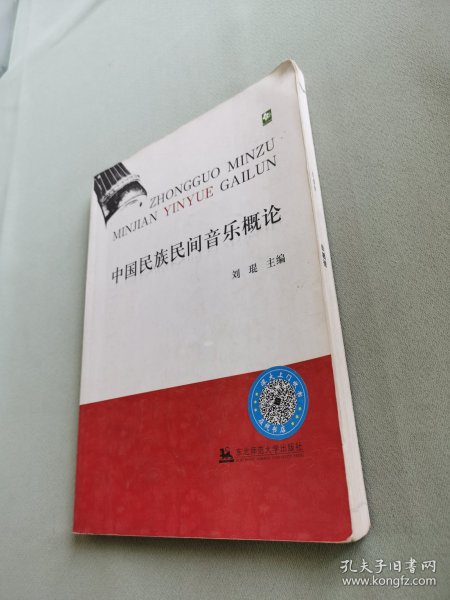 ZHONGGUO MINZU
MINJIAN YINYUE GAILUN
中国民族民间音乐概论
刘琨 主编
东北师范大学出版社
孔夫子旧书网
www.kongfz.com